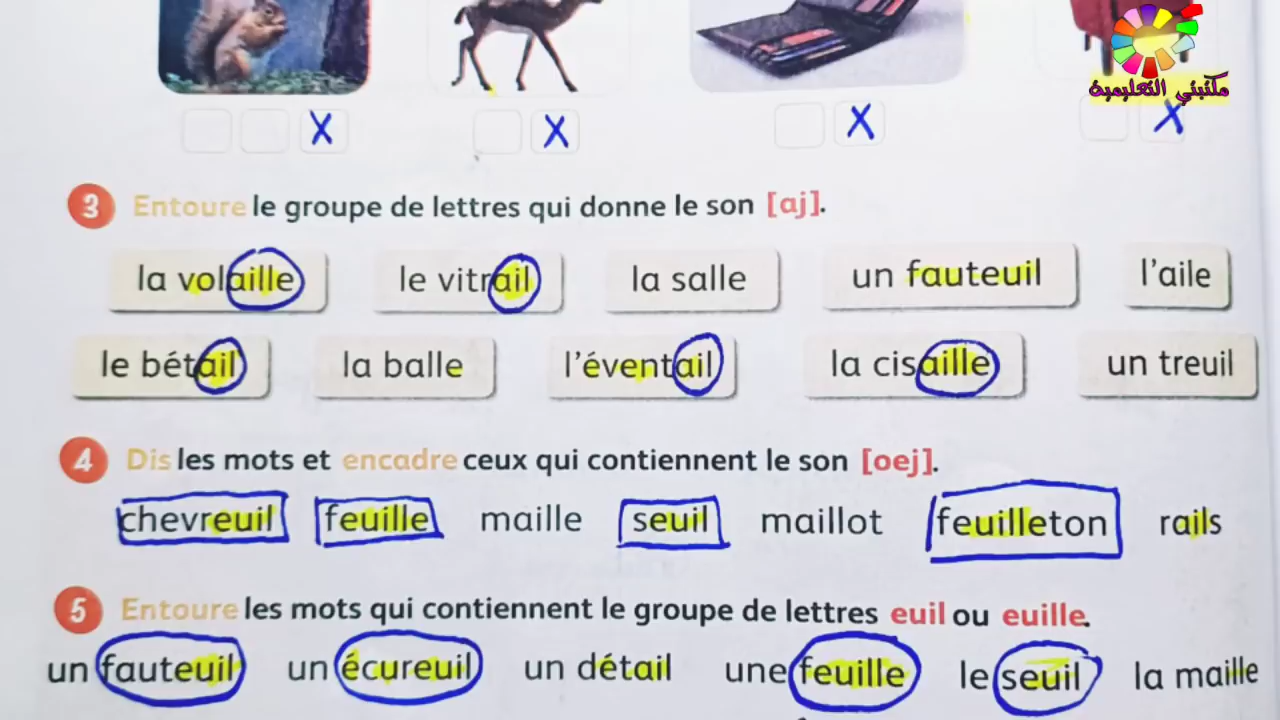 مكتبتي التعليمية
X X X X
3 Entoure le groupe de lettres qui donne le son [aj].
la volaille le vitrail la salle un fauteuil l'aile
le bétail la balle l'éventail la cisaille un treuil
4 Dis les mots et encadre ceux qui contiennent le son [oej].
chevreuil feuille maille seuil maillot feuilleton rails
5 Entoure les mots qui contiennent le groupe de lettres euil ou euille.
un fauteuil un écureuil un détail une feuille le seuil la maille